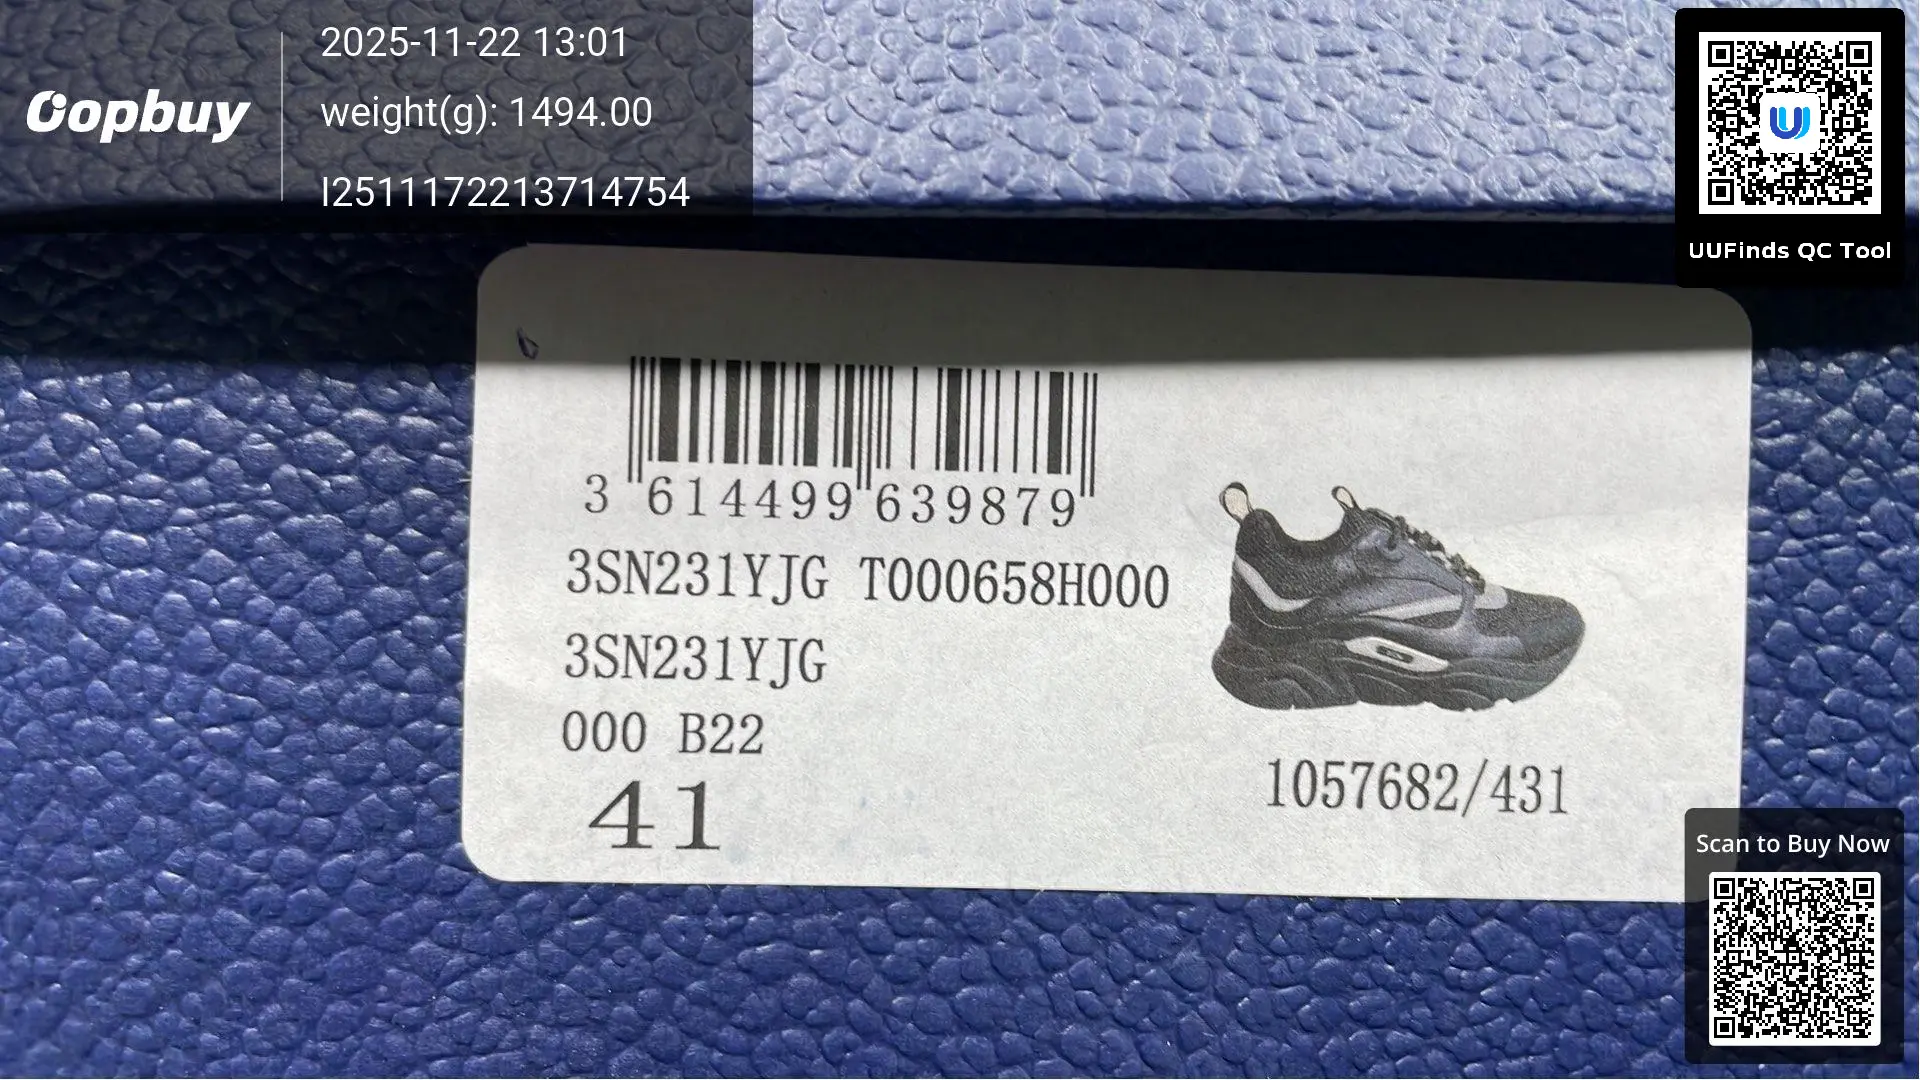 Oopbuy
2025-11-22 13:01
weight(g): 1494.00
I2511172213714754
UUFinds QC Tool
3 614499 639879
3SN231YJG T000658H000
3SN231YJG
000 B22
41
1057682/431
Scan to Buy Now